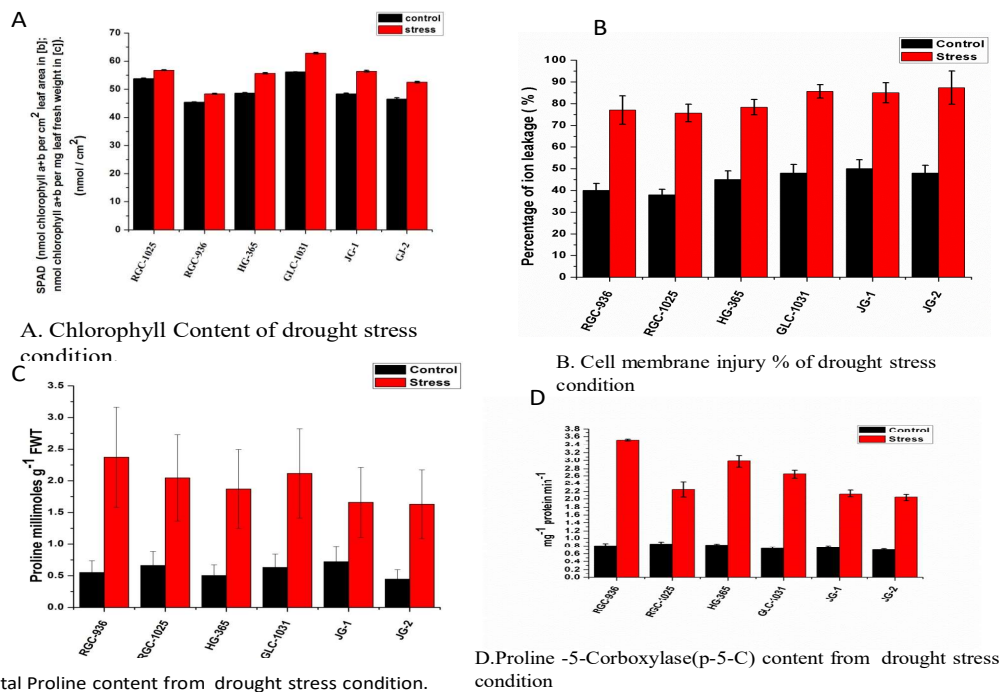 A
control
stress
SPAD (nmol chlorophyll a+b per cm2 leaf area in [b];
nmol chlorophyll a+b per mg leaf fresh weight in [c]).
(nmol / cm2)
70
60
50
40
30
20
10
0
RGC-1025
RGC-936
HG-365
GLC-1031
JG-1
GJ-2
A. Chlorophyll Content of drought stress
condition.
B
Control
Stress
Percentage of ion leakage ( % )
100
90
80
70
60
50
40
30
20
10
0
RGC-936
RGC-1025
HG-365
GLC-1031
JG-1
JG-2
B. Cell membrane injury % of drought stress
condition
C
Control
Stress
Proline millimoles g-1 FWT
3.5
3.0
2.5
2.0
1.5
1.0
0.5
0.0
RGC-936
RGC-1025
HG-365
GLC-1031
JG-1
JG-2
tal Proline content from drought stress condition.
D
Control
Stress
mg-1 protein min-1
3.8
3.6
3.4
3.2
3.0
2.8
2.6
2.4
2.2
2.0
1.8
1.6
1.4
1.2
1.0
0.8
0.6
0.4
0.2
0.0
RGC-936
RGC-1025
HG-365
GLC-1031
JG-1
JG-2
D.Proline -5-Corboxylase(p-5-C) content from drought stress
condition